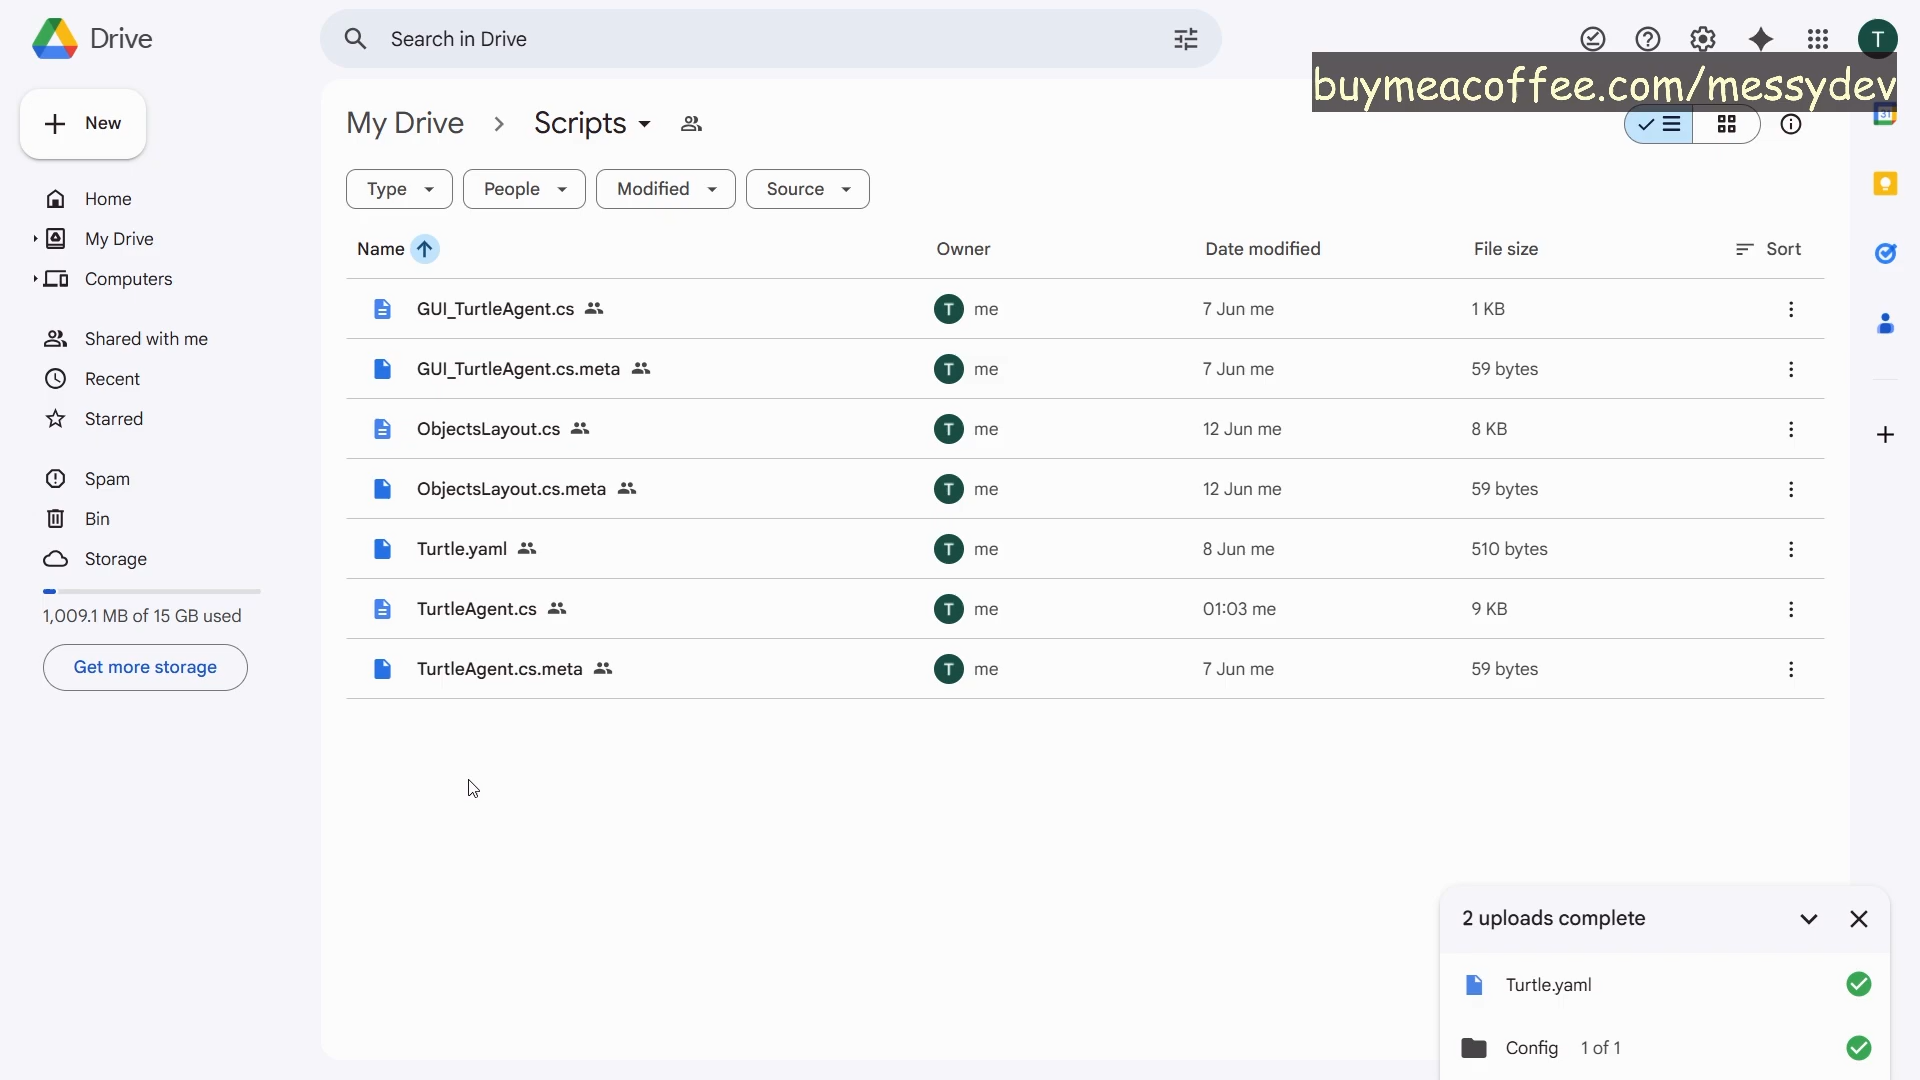 Drive
Search in Drive
T
buymeacoffee.com/messydev
New
My Drive
Scripts
31
Type
People
Modified
Source
Home
My Drive
Computers
Shared with me
Recent
Starred
Spam
Bin
Storage
1,009.1 MB of 15 GB used
Get more storage
Name
Owner
Date modified
File size
Sort
GUI_TurtleAgent.cs T me 7 Jun me 1 KB
GUI_TurtleAgent.cs.meta T me 7 Jun me 59 bytes
ObjectsLayout.cs T me 12 Jun me 8 KB
ObjectsLayout.cs.meta T me 12 Jun me 59 bytes
Turtle.yaml T me 8 Jun me 510 bytes
TurtleAgent.cs T me 01:03 me 9 KB
TurtleAgent.cs.meta T me 7 Jun me 59 bytes
2 uploads complete
Turtle.yaml
Config 1 of 1